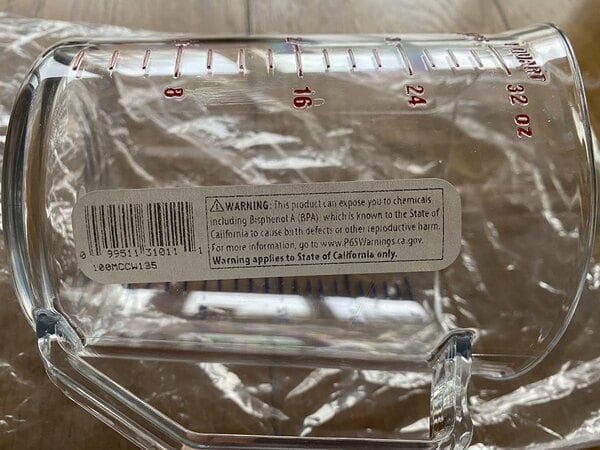 8
16
24
32 oz
1 QUART
⚠WARNING: This product can expose you to chemicals
including Bisphenol A (BPA), which is known to the State of
California to cause birth defects or other reproductive harm.
For more information, go to www.P65Warnings.ca.gov.
Warning applies to State of California only.
0 99511 31011 1
100MCCW135